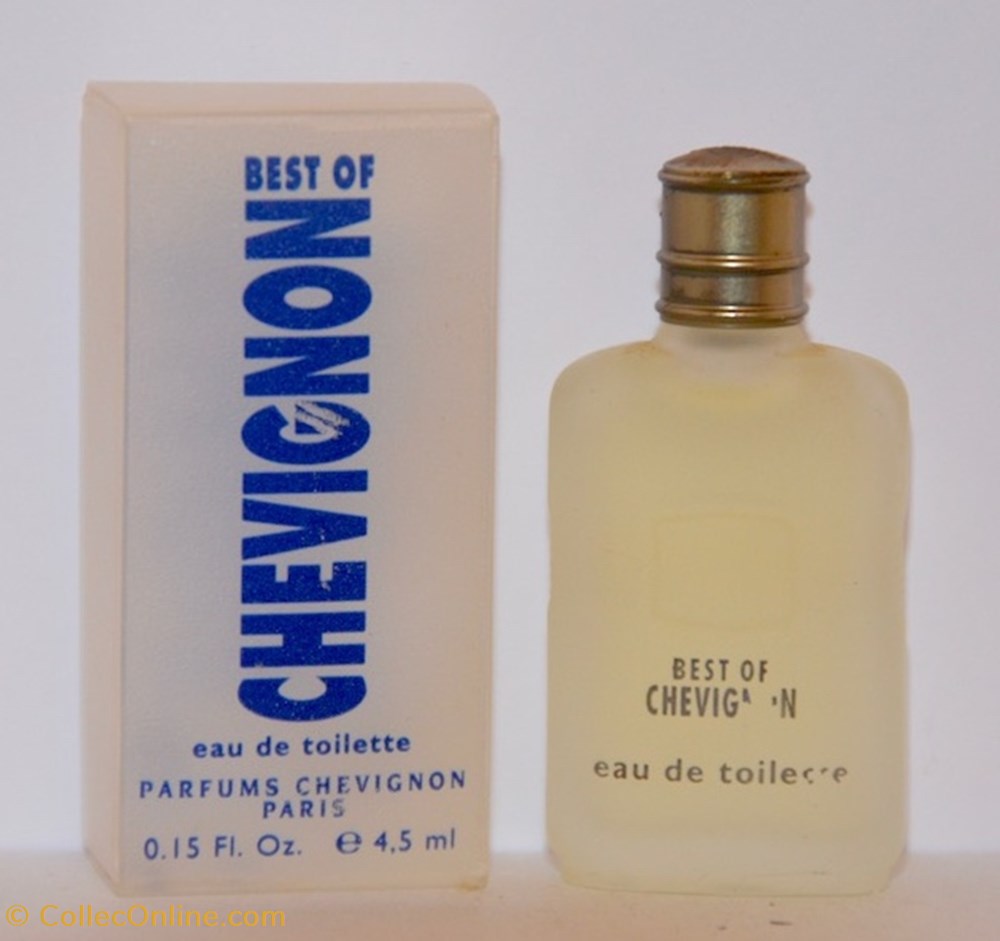 BEST OF
CHEVIGNON
eau de toilette
PARFUMS CHEVIGNON
PARIS
0.15 Fl. Oz. e 4,5 ml
BEST OF
eau de
© CollecOnline.com